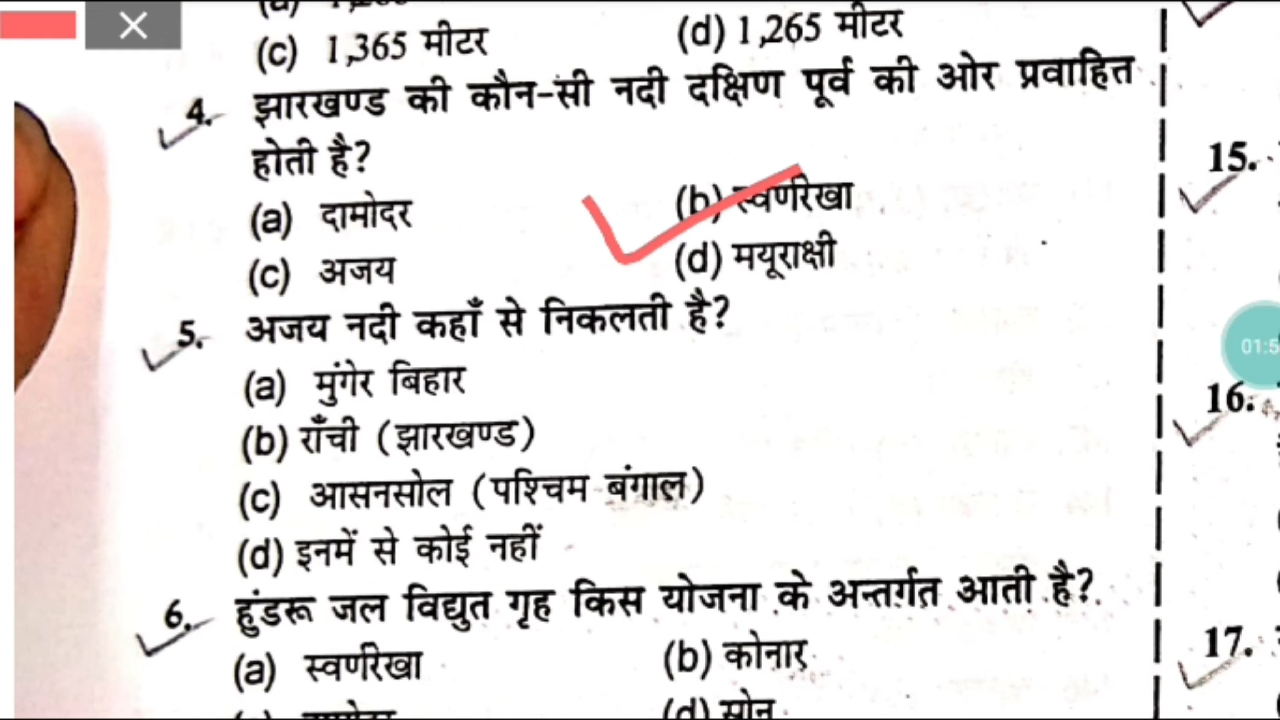 (c) 1,365 मीटर (d) 1,265 मीटर
4. झारखण्ड की कौन-सी नदी दक्षिण पूर्व की ओर प्रवाहित
होती है?
(a) दामोदर (b) स्वर्णरेखा
(c) अजय (d) मयूराक्षी
5. अजय नदी कहाँ से निकलती है?
(a) मुंगेर बिहार
(b) राँची (झारखण्ड)
(c) आसनसोल (पश्चिम बंगाल)
(d) इनमें से कोई नहीं
6. हुंडरू जल विद्युत गृह किस योजना के अन्तर्गत आती है?
(a) स्वर्णरेखा (b) कोनार
(d) सोन
15.
16.
17.
01:5